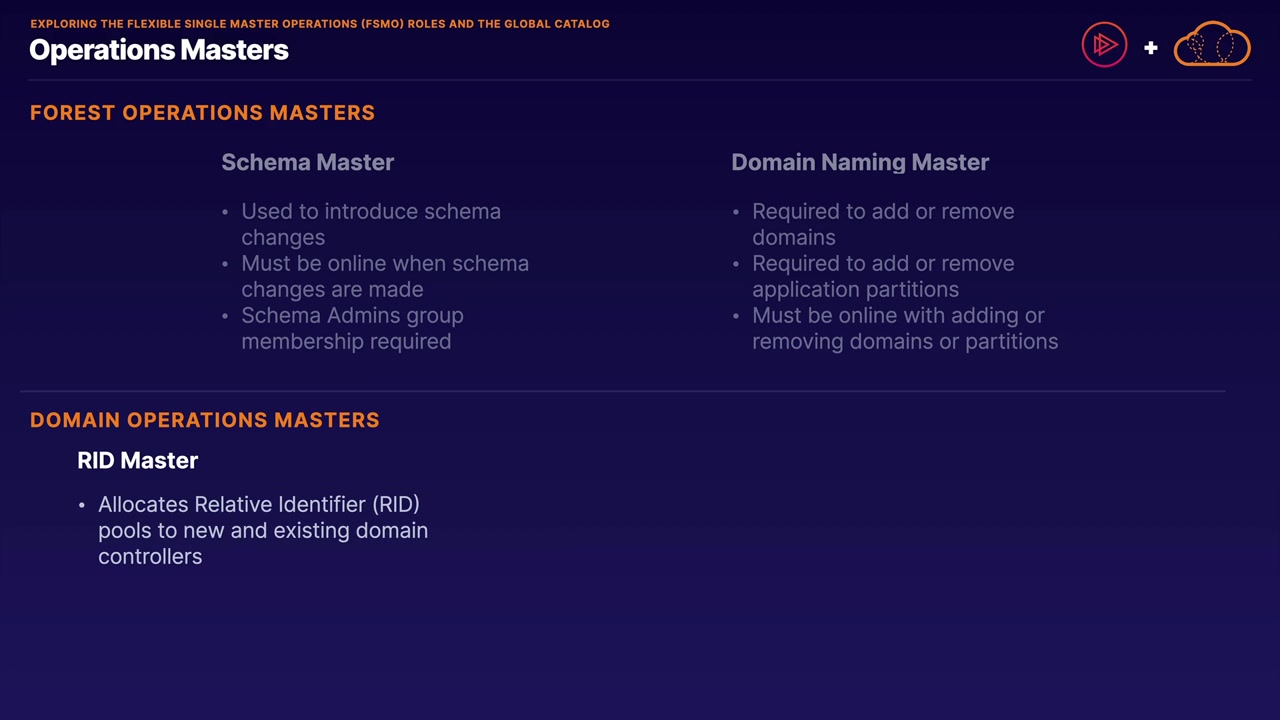 EXPLORING THE FLEXIBLE SINGLE MASTER OPERATIONS (FSMO) ROLES AND THE GLOBAL CATALOG
Operations Masters
+
FOREST OPERATIONS MASTERS
Schema Master
• Used to introduce schema
changes
• Must be online when schema
changes are made
• Schema Admins group
membership required
Domain Naming Master
• Required to add or remove
domains
• Required to add or remove
application partitions
• Must be online with adding or
removing domains or partitions
DOMAIN OPERATIONS MASTERS
RID Master
• Allocates Relative Identifier (RID)
pools to new and existing domain
controllers